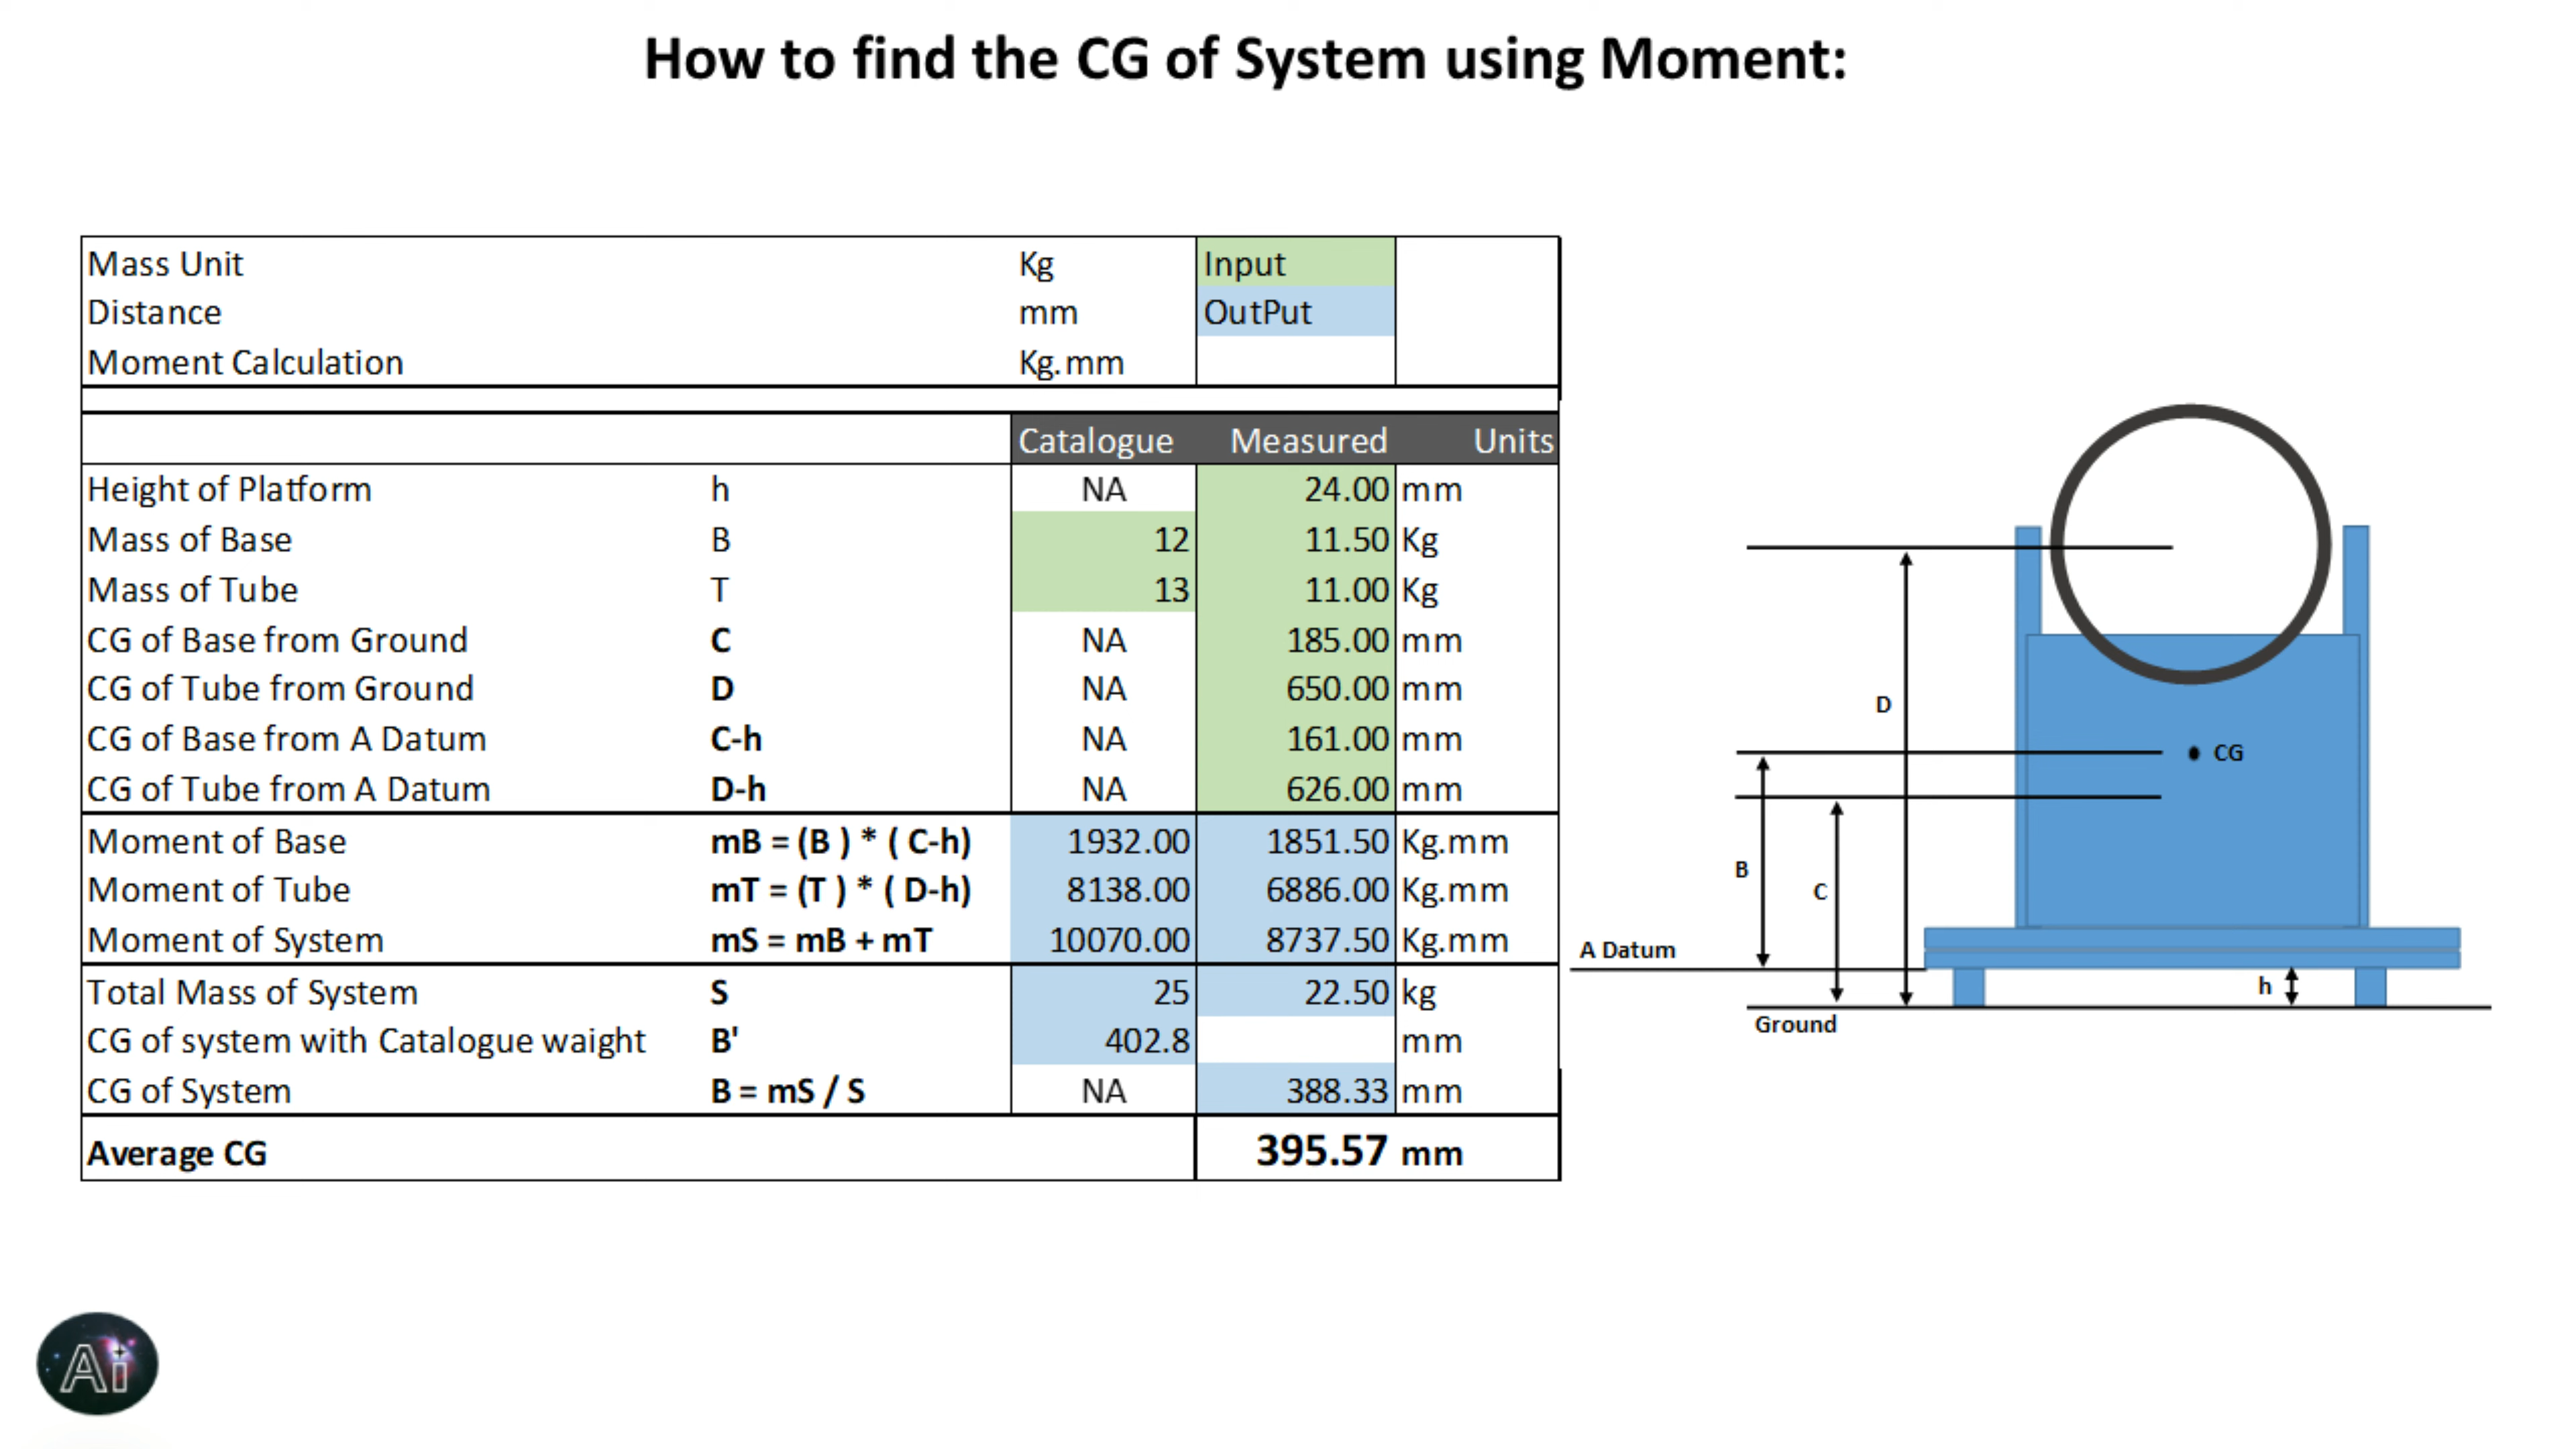 How to find the CG of System using Moment:
Mass Unit Kg Input
Distance mm OutPut
Moment Calculation Kg.mm
Catalogue Measured Units
Height of Platform h NA 24.00 mm
Mass of Base B 12 11.50 Kg
Mass of Tube T 13 11.00 Kg
CG of Base from Ground C NA 185.00 mm
CG of Tube from Ground D NA 650.00 mm
CG of Base from A Datum C-h NA 161.00 mm
CG of Tube from A Datum D-h NA 626.00 mm
Moment of Base mB = (B ) * ( C-h) 1932.00 1851.50 Kg.mm
Moment of Tube mT = (T ) * ( D-h) 8138.00 6886.00 Kg.mm
Moment of System mS = mB + mT 10070.00 8737.50 Kg.mm
Total Mass of System S 25 22.50 kg
CG of system with Catalogue waight B' 402.8 mm
CG of System B = mS / S NA 388.33 mm
Average CG 395.57 mm
D
CG
B
C
A Datum
h
Ground
Ai